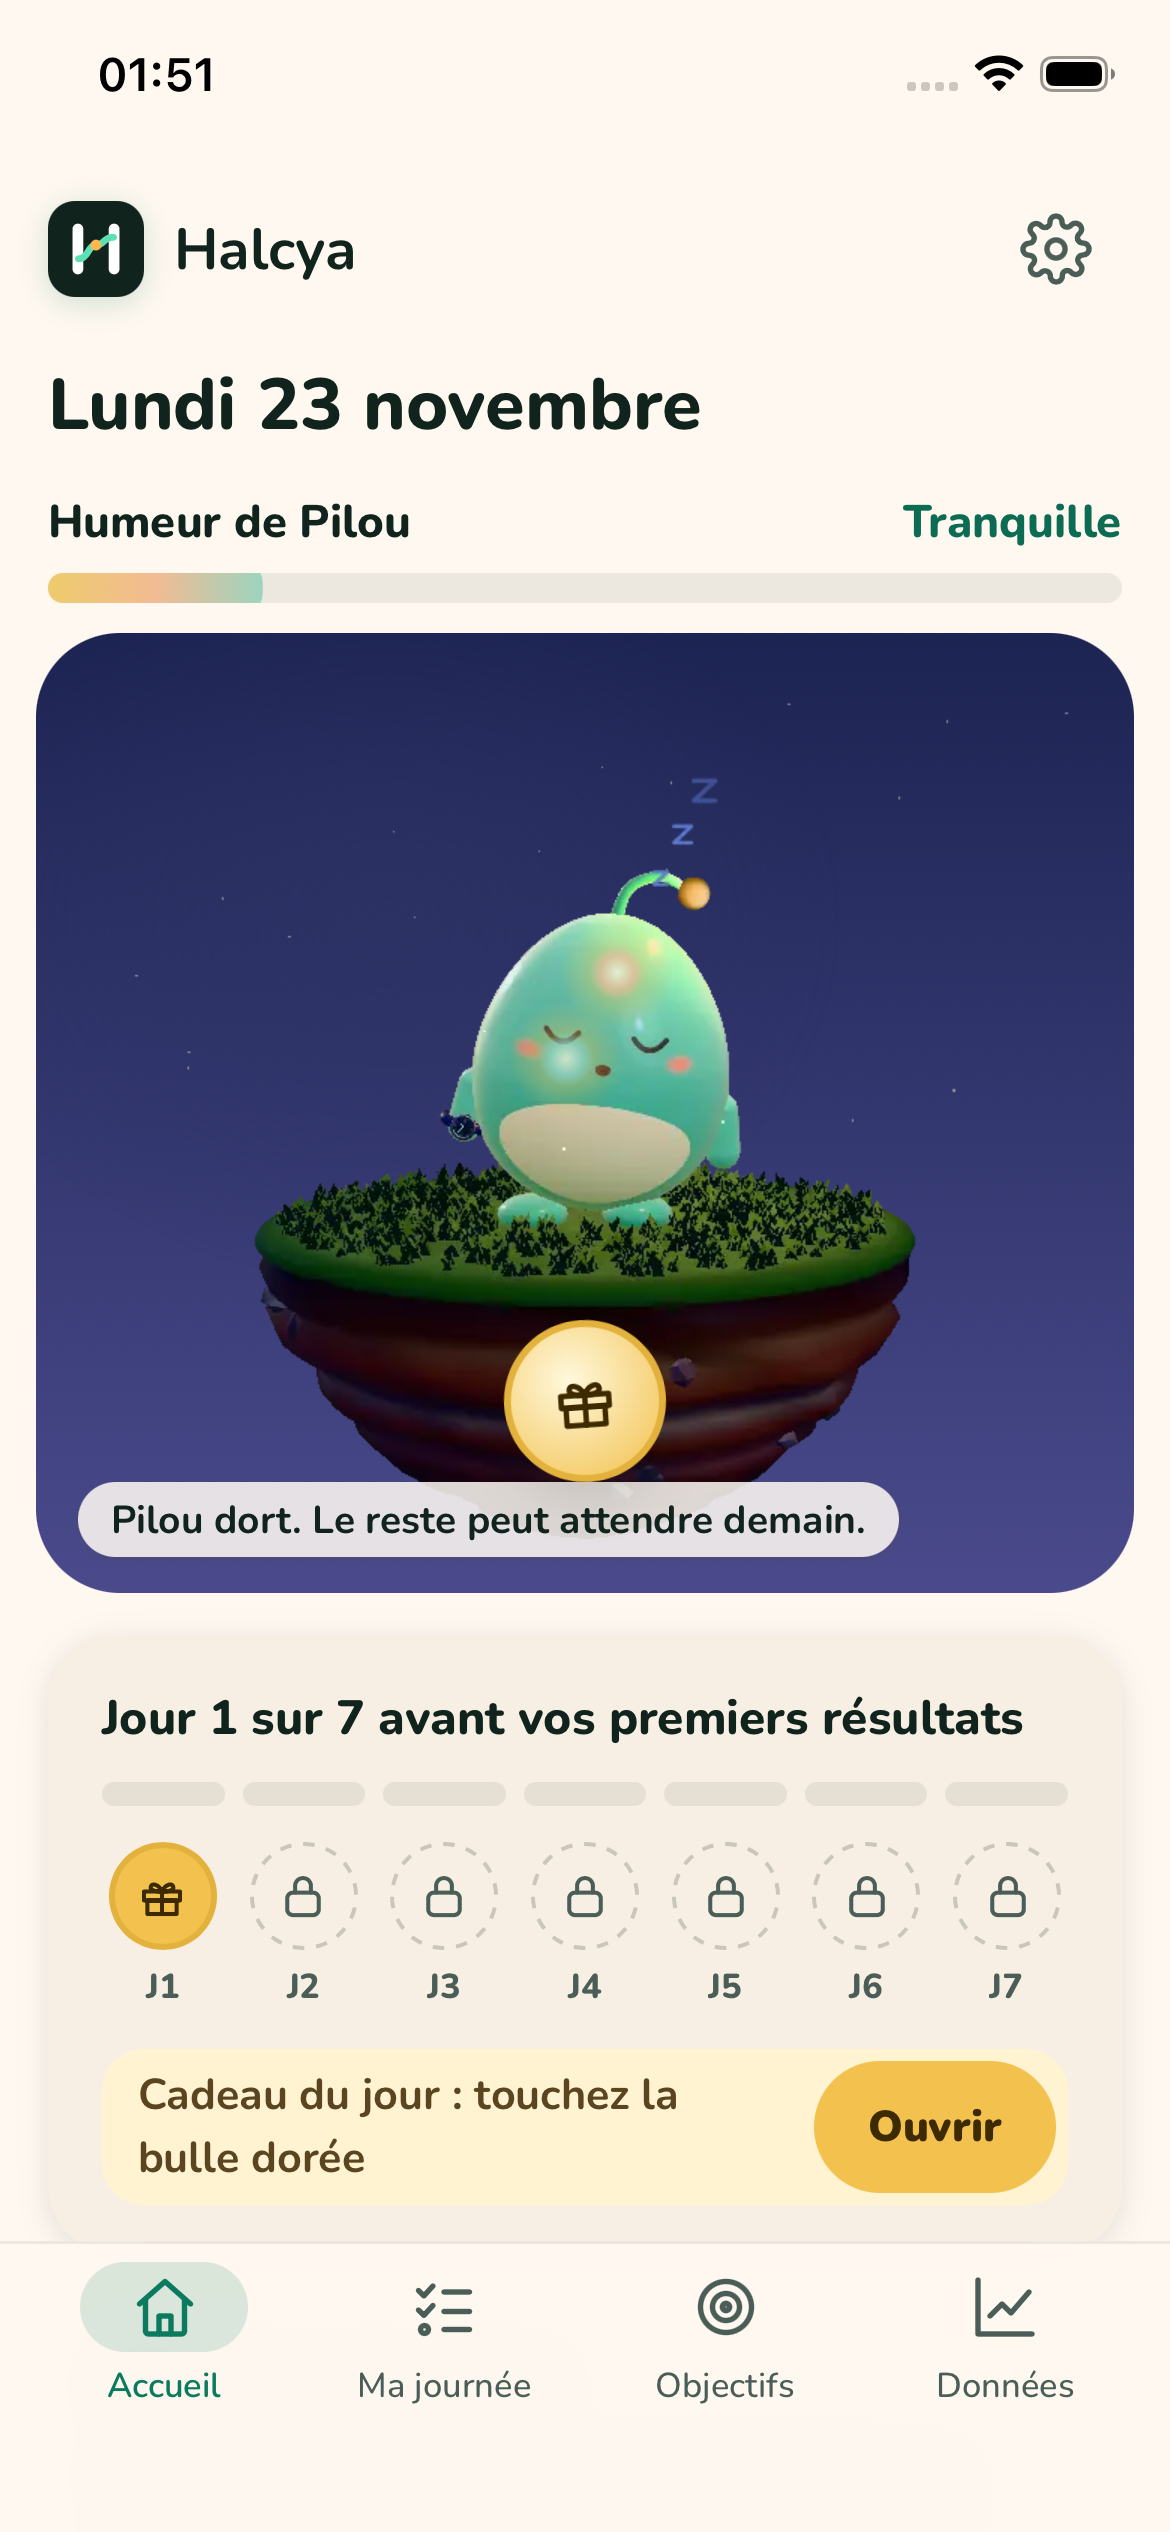 01:51
Halcya
Lundi 23 novembre
Humeur de Pilou
Tranquille
Z
Z
Z
Pilou dort. Le reste peut attendre demain.
Jour 1 sur 7 avant vos premiers résultats
J1
J2
J3
J4
J5
J6
J7
Cadeau du jour : touchez la
bulle dorée
Ouvrir
Accueil
Ma journée
Objectifs
Données